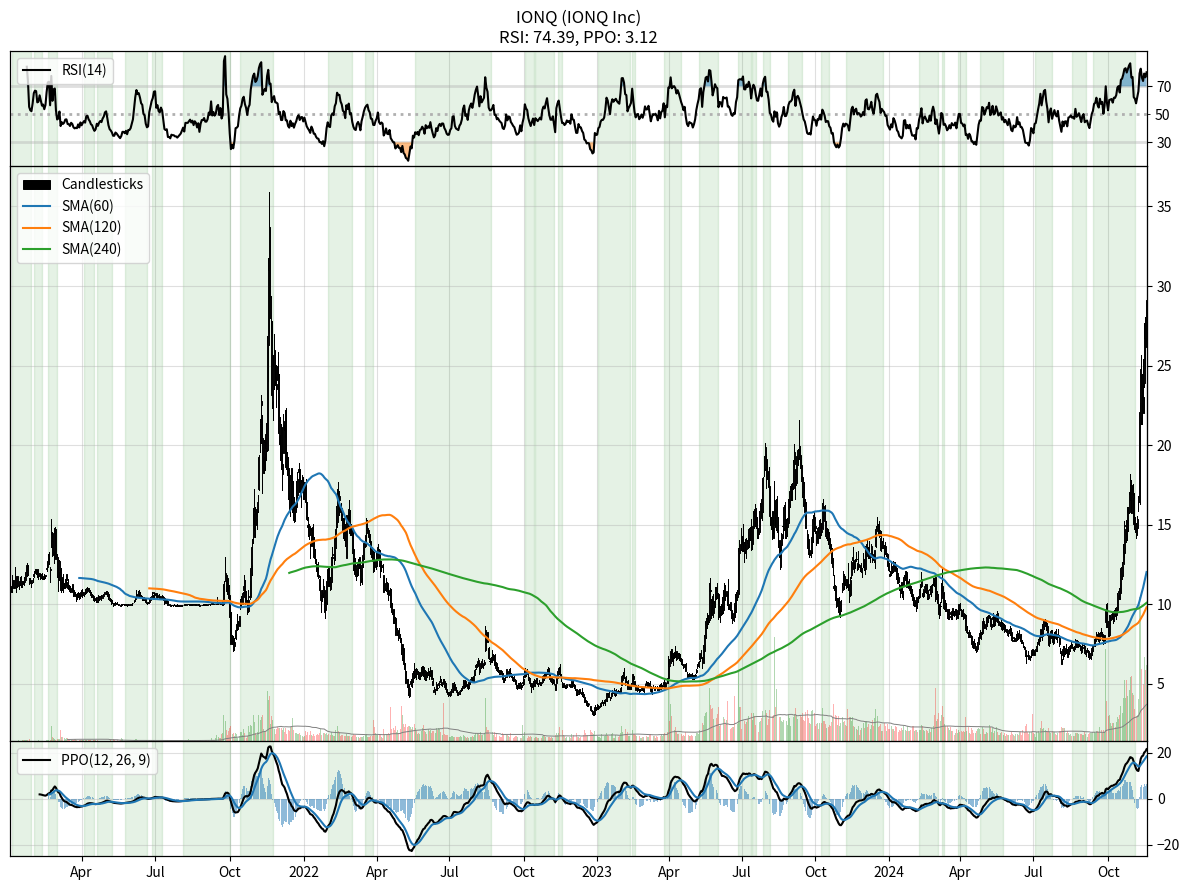 IONQ (IONQ Inc)
RSI: 74.39, PPO: 3.12
RSI(14)
70
50
30
Candlesticks
SMA(60)
SMA(120)
SMA(240)
35
30
25
20
15
10
5
PPO(12, 26, 9)
20
0
−20
Apr Jul Oct 2022 Apr Jul Oct 2023 Apr Jul Oct 2024 Apr Jul Oct